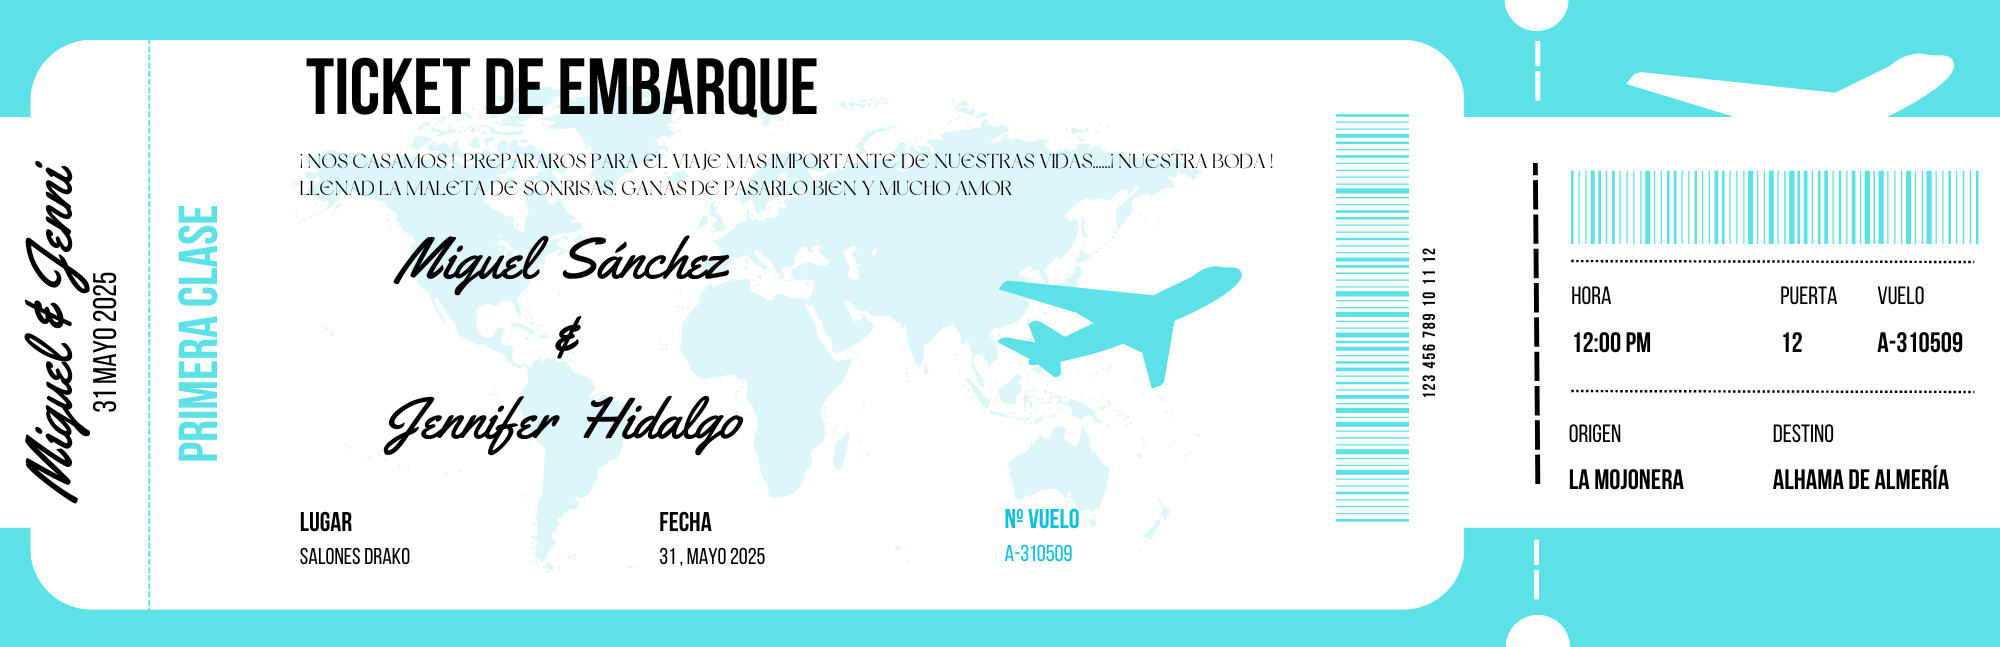 Miguel & Jenni
31 MAYO 2025
PRIMERA CLASE
TICKET DE EMBARQUE
¡ NOS CASAMOS ! PREPARAROS PARA EL VIAJE MAS IMPORTANTE DE NUESTRAS VIDAS.....¡ NUESTRA BODA !
LLENAD LA MALETA DE SONRISAS, GANAS DE PASARLO BIEN Y MUCHO AMOR
Miguel Sánchez
&
Jennifer Hidalgo
LUGAR
SALONES DRAKO
FECHA
31 , MAYO 2025
Nº VUELO
A-310509
123 456 789 10 11 12
HORA PUERTA VUELO
12:00 PM 12 A-310509
ORIGEN DESTINO
LA MOJONERA ALHAMA DE ALMERÍA